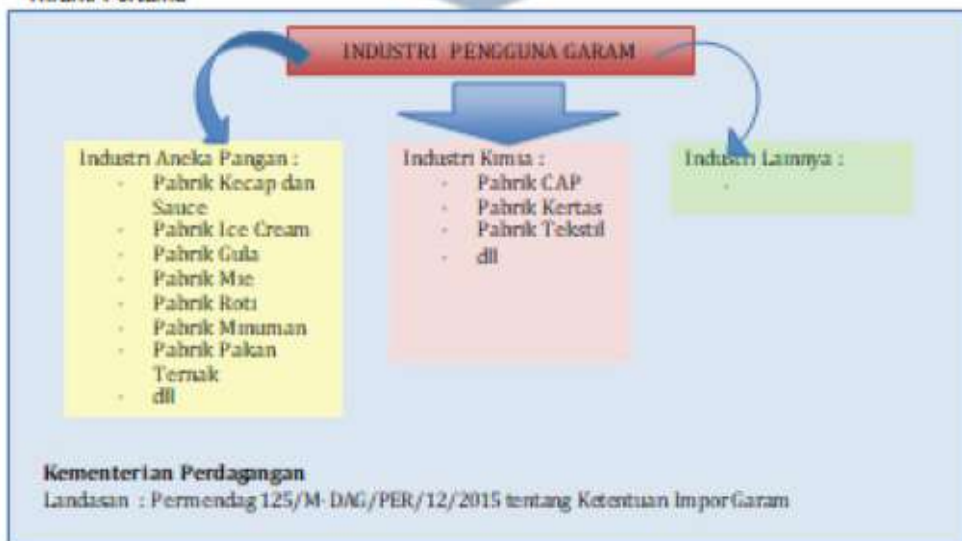 INDUSTRI PENGGUNA GARAM
Industri Aneka Pangan :
- Pabrik Kecap dan
Sauce
- Pabrik Ice Cream
- Pabrik Gula
- Pabrik Mie
- Pabrik Roti
- Pabrik Minuman
- Pabrik Pakan
Ternak
- dll
Industri Kimia :
- Pabrik CAP
- Pabrik Kertas
- Pabrik Tekstil
- dll
Industri Lainnya :
-
Kementerian Perdagangan
Landasan : Permendag 125/M-DAG/PER/12/2015 tentang Ketentuan Impor Garam